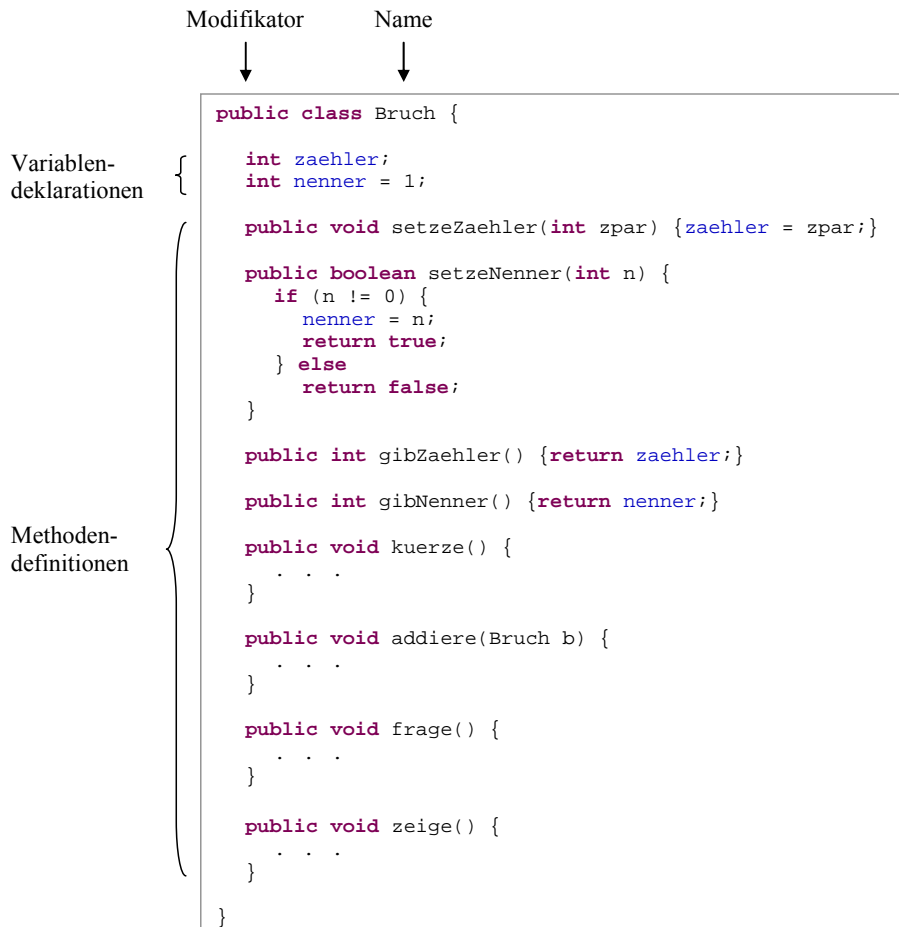 Modifikator Name
public class Bruch {
Variablen-
deklarationen
int zaehler;
int nenner = 1;
public void setzeZaehler(int zpar) {zaehler = zpar;}
public boolean setzeNenner(int n) {
if (n != 0) {
nenner = n;
return true;
} else
return false;
}
public int gibZaehler() {return zaehler;}
public int gibNenner() {return nenner;}
Methoden-
definitionen
public void kuerze() {
. . .
}
public void addiere(Bruch b) {
. . .
}
public void frage() {
. . .
}
public void zeige() {
. . .
}
}